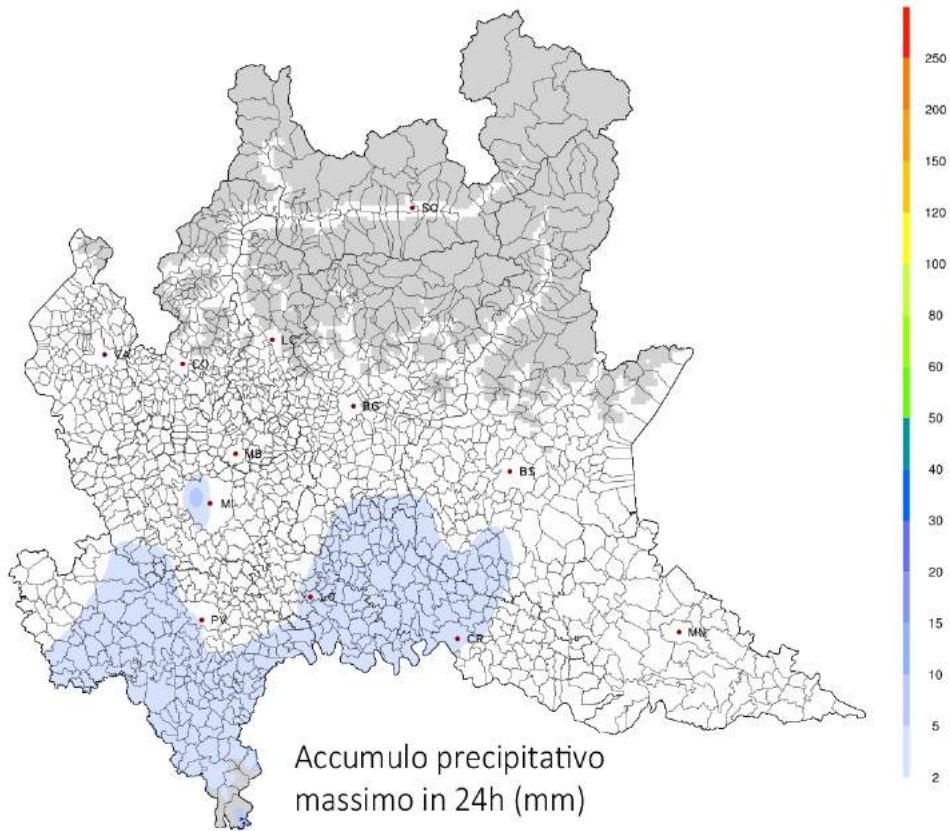 250
200
150
120
100
80
60
50
40
30
20
15
10
5
2
SO
VA
CO
LC
BG
MB
BS
MI
LO
PV
CR
MN
Accumulo precipitativo
massimo in 24h (mm)